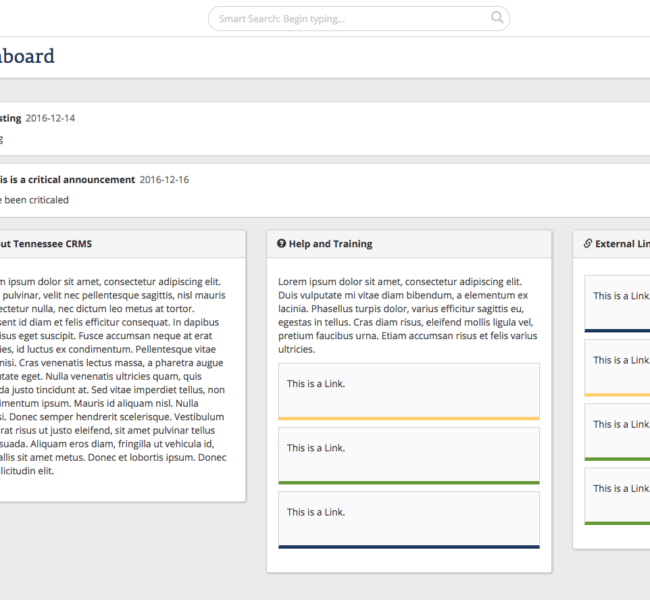 Smart Search: Begin typing...
board
sting 2016-12-14
g
is is a critical announcement 2016-12-16
e been criticaled
ut Tennessee CRMS
m ipsum dolor sit amet, consectetur adipiscing elit.
pulvinar, velit nec pellentesque sagittis, nisl mauris
ectetur nulla, nec dictum leo metus at tortor.
sent id diam et felis efficitur consequat. In dapibus
isus eget suscipit. Fusce accumsan neque at erat
ies, id luctus ex condimentum. Pellentesque vitae
nisi. Cras venenatis lectus massa, a pharetra augue
utate eget. Nulla venenatis ultricies quam, quis
da justo tincidunt at. Sed vitae imperdiet tellus, non
imentum ipsum. Mauris id aliquam nisl. Nulla
si. Donec semper hendrerit scelerisque. Vestibulum
rat risus ut justo eleifend, sit amet pulvinar tellus
suada. Aliquam eros diam, fringilla ut vehicula id,
allis sit amet metus. Donec et lobortis ipsum. Donec
licitudin elit.
Help and Training
Lorem ipsum dolor sit amet, consectetur adipiscing elit.
Duis vulputate mi vitae diam bibendum, a elementum ex
lacinia. Phasellus turpis dolor, varius efficitur sagittis eu,
egestas in tellus. Cras diam risus, eleifend mollis ligula vel,
pretium faucibus urna. Etiam accumsan risus et felis varius
ultricies.
This is a Link.
This is a Link.
This is a Link.
External Lin
This is a Link
This is a Link
This is a Link
This is a Link